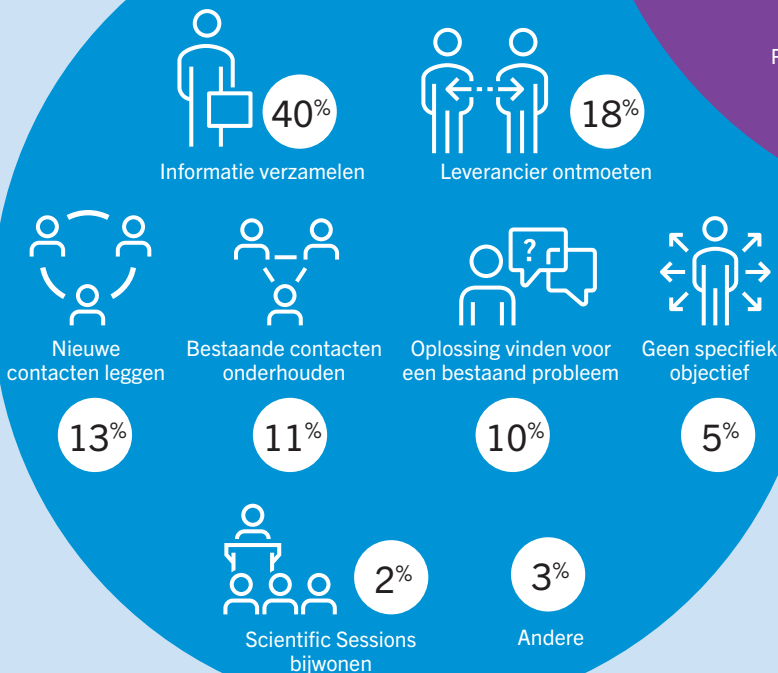 40%
18%
Informatie verzamelen
Leverancier ontmoeten
?
Nieuwe
contacten leggen
Bestaande contacten
onderhouden
Oplossing vinden voor
een bestaand probleem
Geen specifiek
objectief
13%
11%
10%
5%
2%
3%
Scientific Sessions
bijwonen
Andere